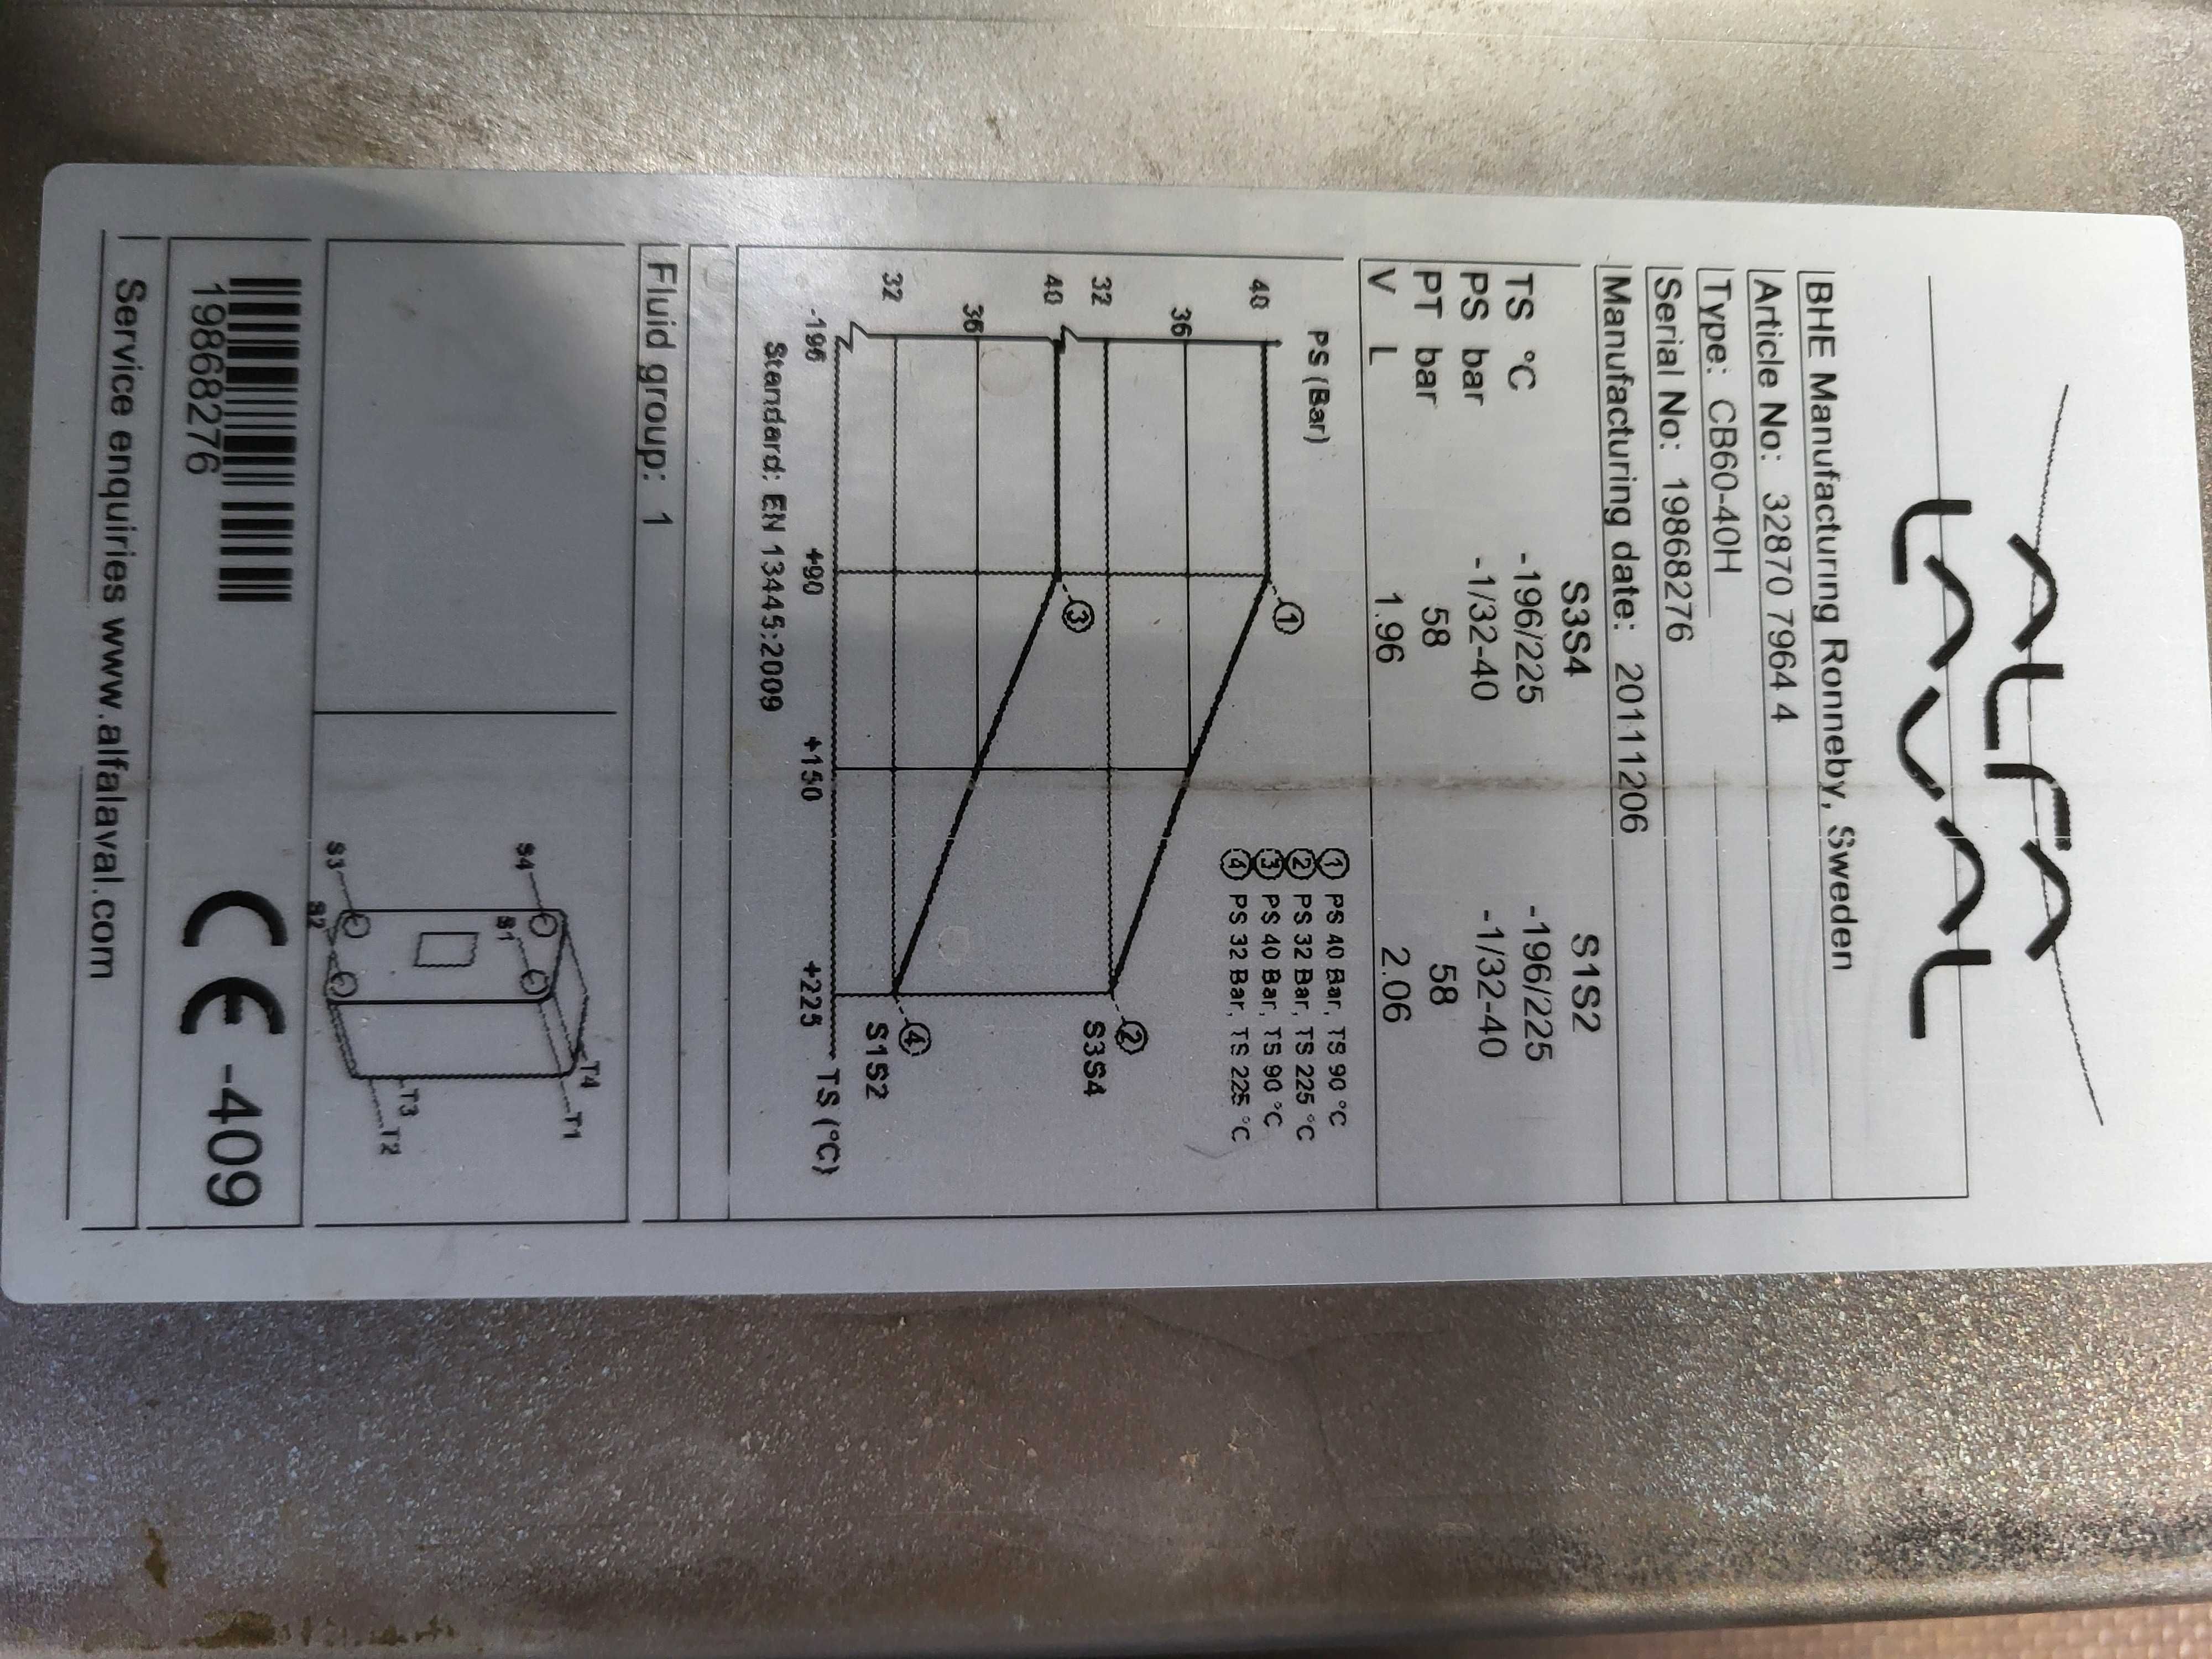 ALFA
LAVAL
BHE Manufacturing Ronneby, Sweden
Article No: 32870 7964 4
Type: CB60-40H
Serial No: 19868276
Manufacturing date: 20111206
S3S4 S1S2
TS °C -196/225 -196/225
PS bar -1/32-40 -1/32-40
PT bar 58 58
V L 1.96 2.06
PS (Bar)
① PS 40 Bar, TS 90 °C
② PS 32 Bar, TS 225 °C
③ PS 40 Bar, TS 90 °C
④ PS 32 Bar, TS 225 °C
40 ①
36
32 ② S3S4
40 ③
36
32 ④ S1S2
-196 +90 +150 +225 TS (°C)
Standard: EN 13445:2009
Fluid group: 1
S4 T4
S1 T1
T3
S3 T2
S2
19868276
CE -409
Service enquiries www.alfalaval.com